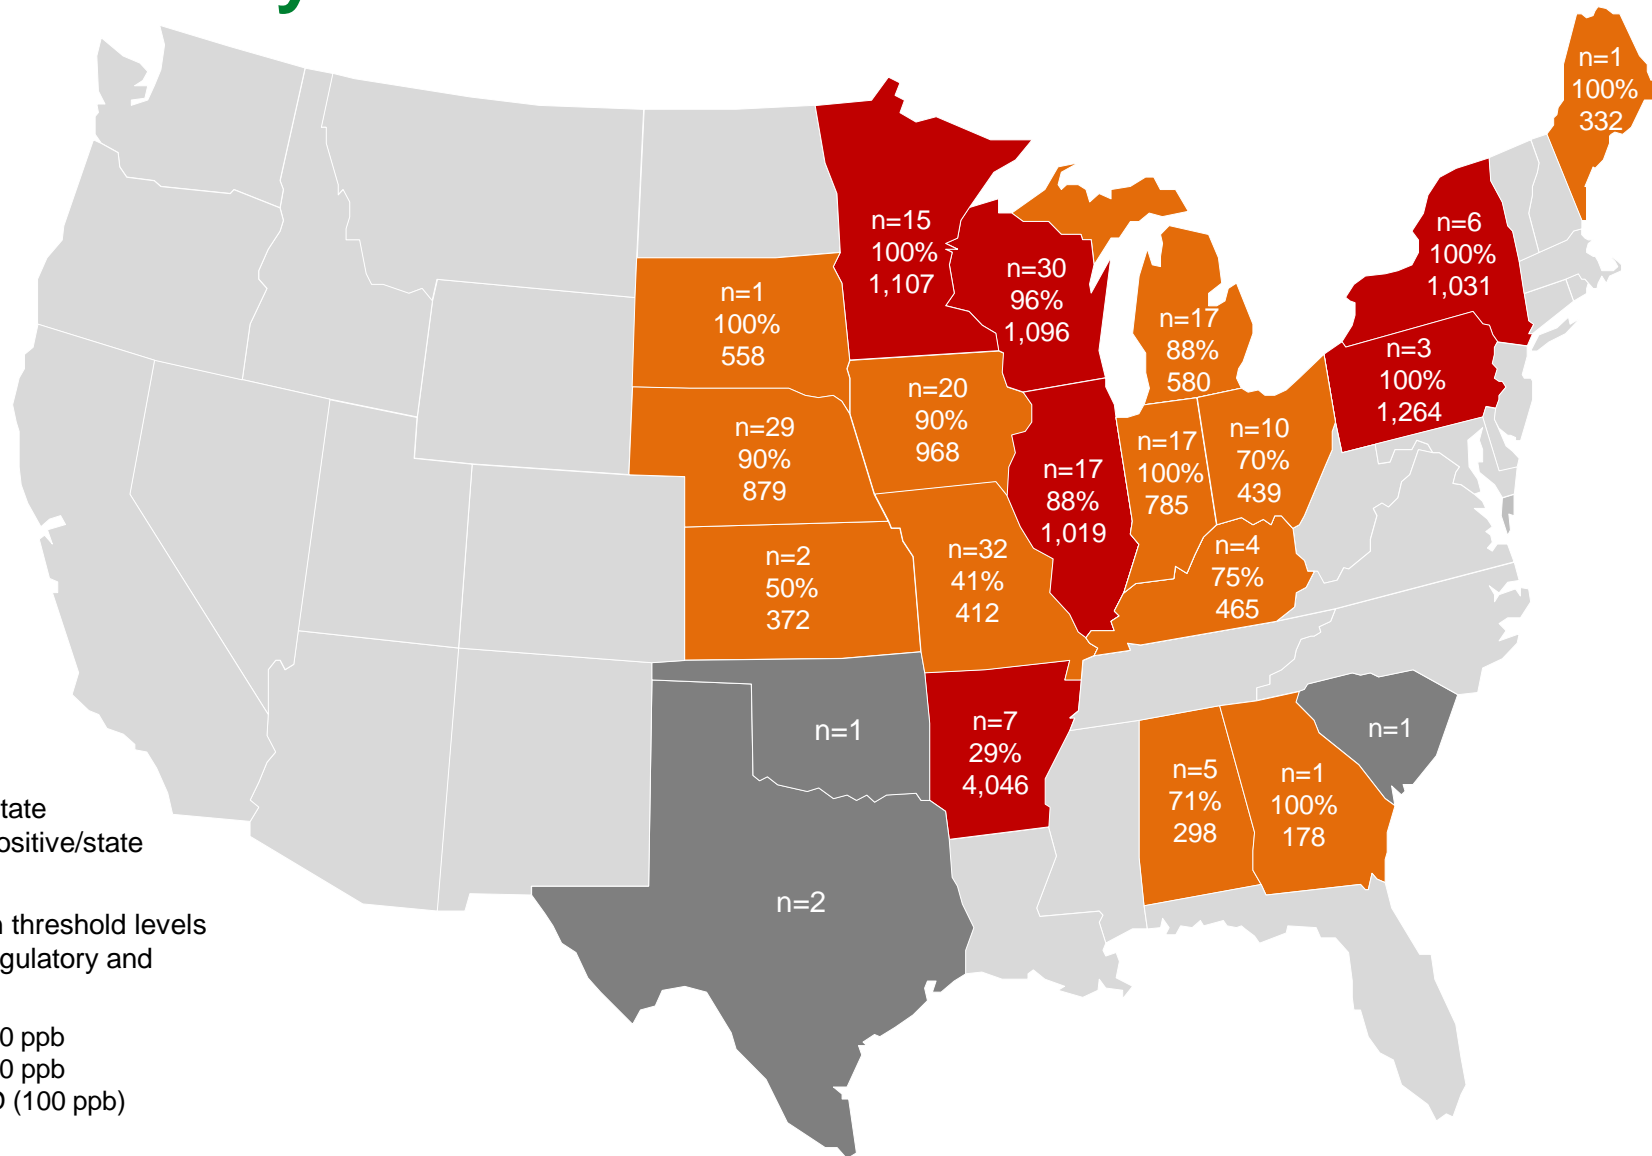 n=1
100%
332
n=15
100%
1,107
n=6
100%
1,031
n=30
96%
1,096
n=1
100%
558
n=17
88%
580
n=3
100%
1,264
n=20
90%
968
n=29
90%
879
n=17
100%
785
n=10
70%
439
n=17
88%
1,019
n=2
50%
372
n=32
41%
412
n=4
75%
465
n=1
n=7
29%
4,046
n=1
n=5
71%
298
n=1
100%
178
n=2
tate
ositive/state
threshold levels
gulatory and
0 ppb
0 ppb
(100 ppb)